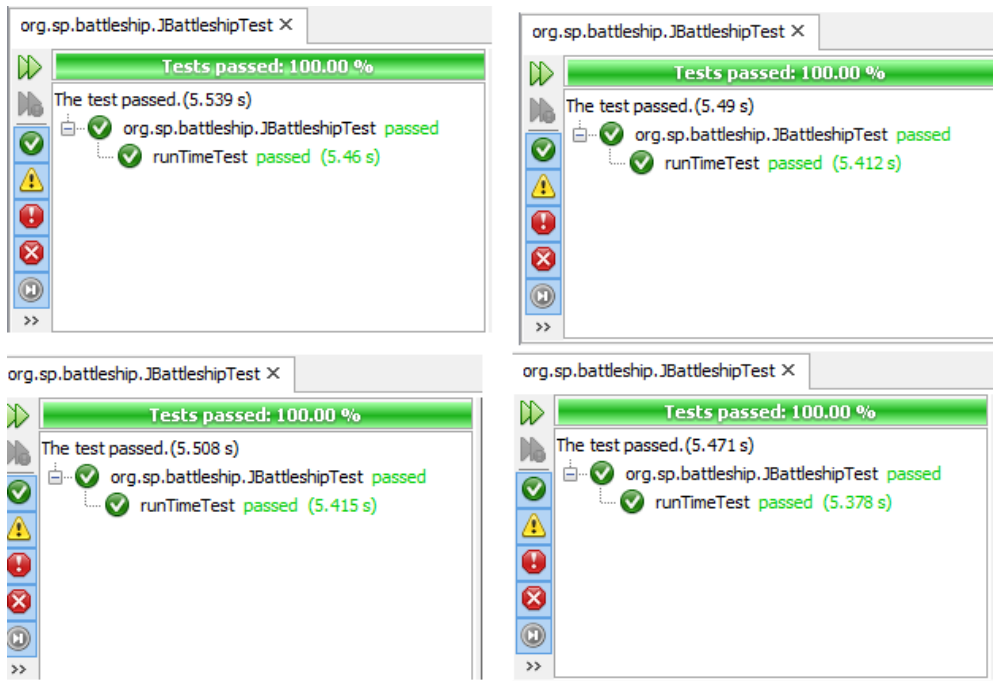 org.sp.battleship.JBattleshipTest ×
Tests passed: 100.00 %
The test passed.(5.539 s)
org.sp.battleship.JBattleshipTest passed
runTimeTest passed (5.46 s)
>>
org.sp.battleship.JBattleshipTest ×
Tests passed: 100.00 %
The test passed.(5.49 s)
org.sp.battleship.JBattleshipTest passed
runTimeTest passed (5.412 s)
>>
org.sp.battleship.JBattleshipTest ×
Tests passed: 100.00 %
The test passed.(5.508 s)
org.sp.battleship.JBattleshipTest passed
runTimeTest passed (5.415 s)
>>
org.sp.battleship.JBattleshipTest ×
Tests passed: 100.00 %
The test passed.(5.471 s)
org.sp.battleship.JBattleshipTest passed
runTimeTest passed (5.378 s)
>>